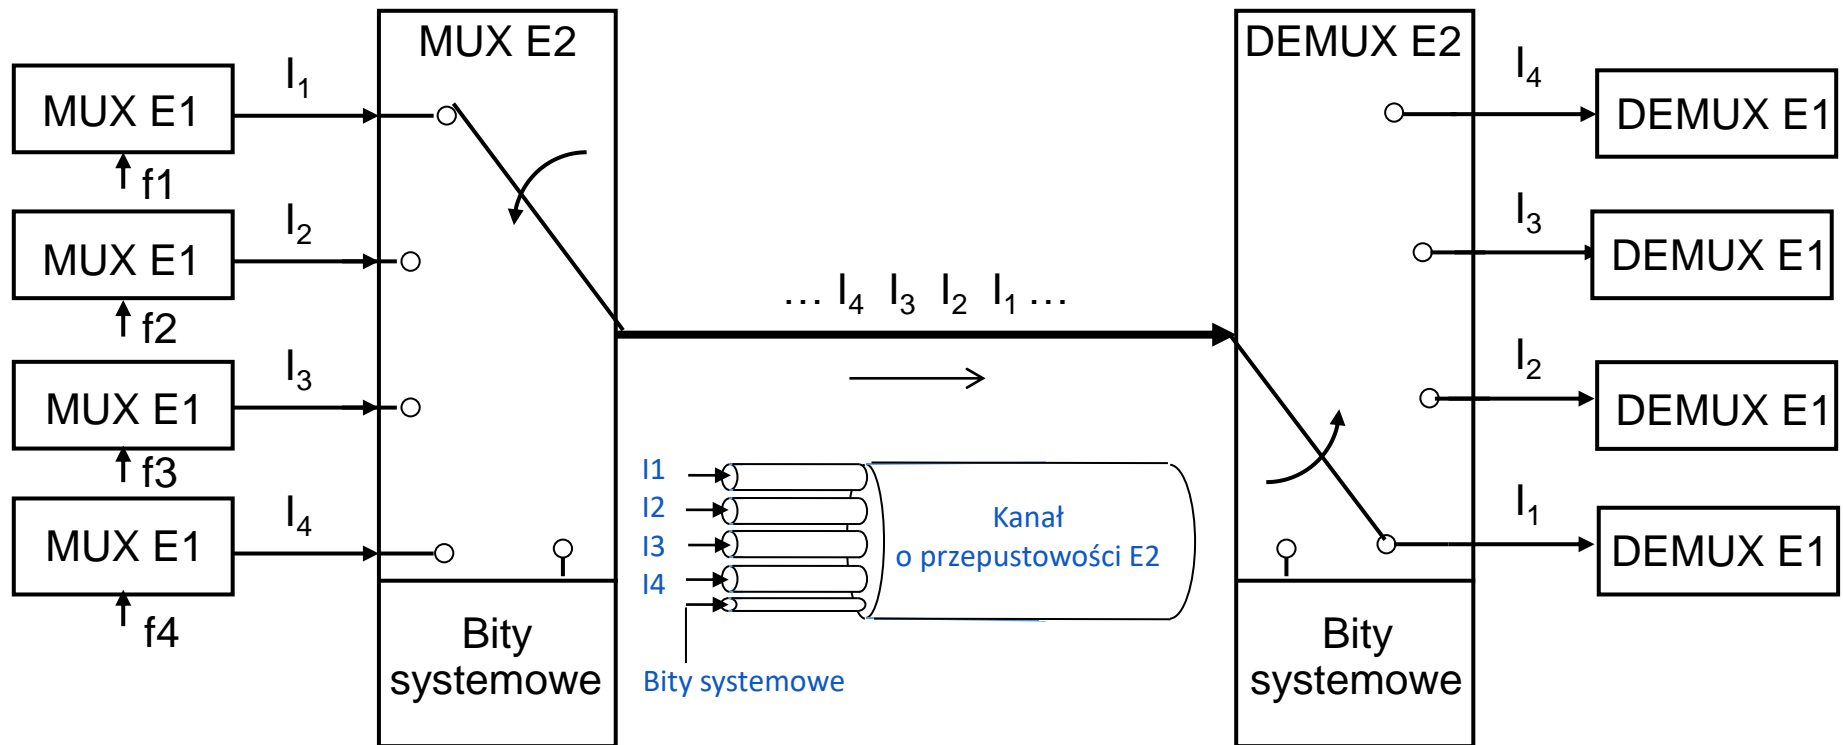 MUX E2
DEMUX E2
MUX E1
I1
f1
MUX E1
I2
f2
MUX E1
I3
f3
MUX E1
I4
f4
Bity
systemowe
... I4 I3 I2 I1 ...
I1
I2
I3
I4
Kanał
o przepustowości E2
Bity systemowe
I4
DEMUX E1
I3
DEMUX E1
I2
DEMUX E1
I1
DEMUX E1
Bity
systemowe